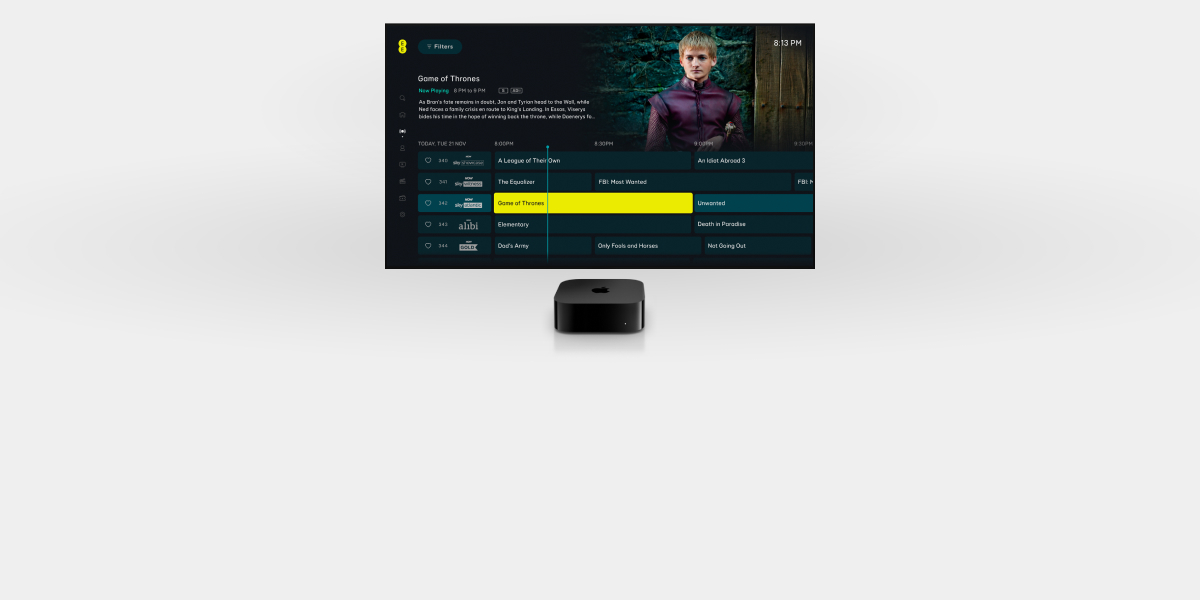 Filters
8:13 PM
Game of Thrones
Now Playing 8 PM to 9 PM
As Bran's fate remains in doubt, Jon and Tyrion head to the Wall, while
Ned faces a family crisis en route to King's Landing. In Essos, Viserys
bides his time in the hope of winning back the throne, while Daenerys fo...
TODAY, TUE 21 NOV 8:00PM 8:30PM 9:00PM 9:30PM
340 NOW sky A League of Their Own An Idiot Abroad 3
341 NOW sky witness The Equalizer FBI: Most Wanted FBI: M
342 NOW sky atlantic Game of Thrones Unwanted
343 alibi Elementary Death in Paradise
344 GOLD Dad's Army Only Fools and Horses Not Going Out